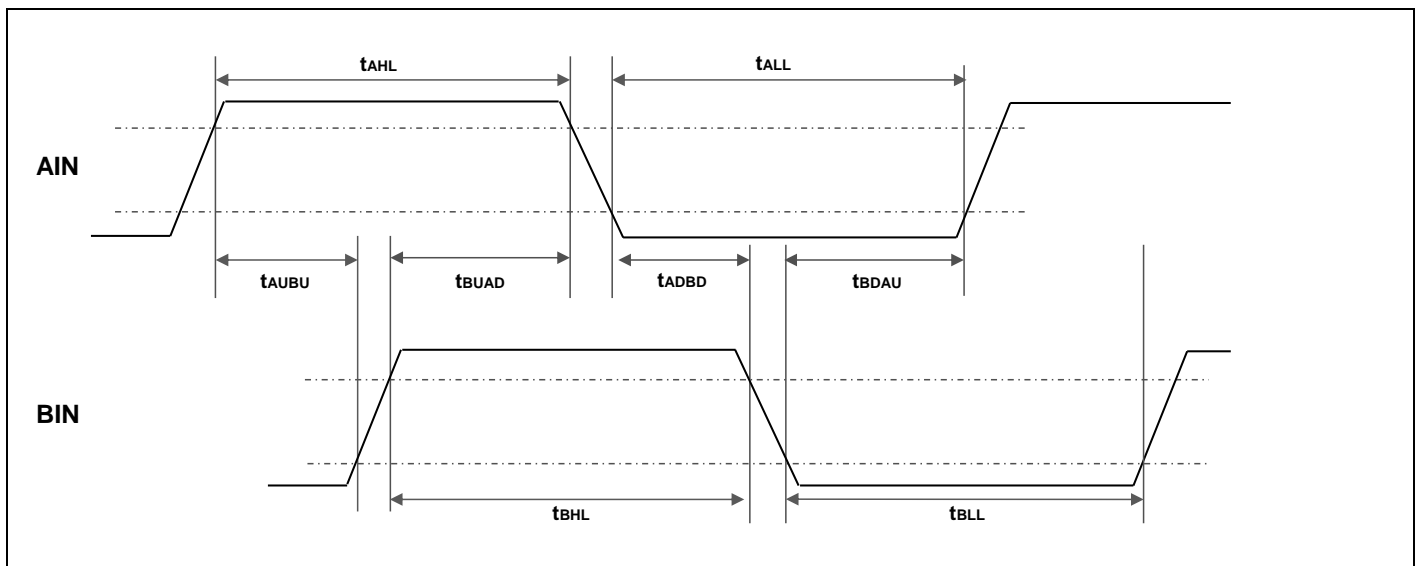 tAHL tALL
AIN
tAUBU tBUAD tADBD tBDAU
BIN
tBHL tBLL